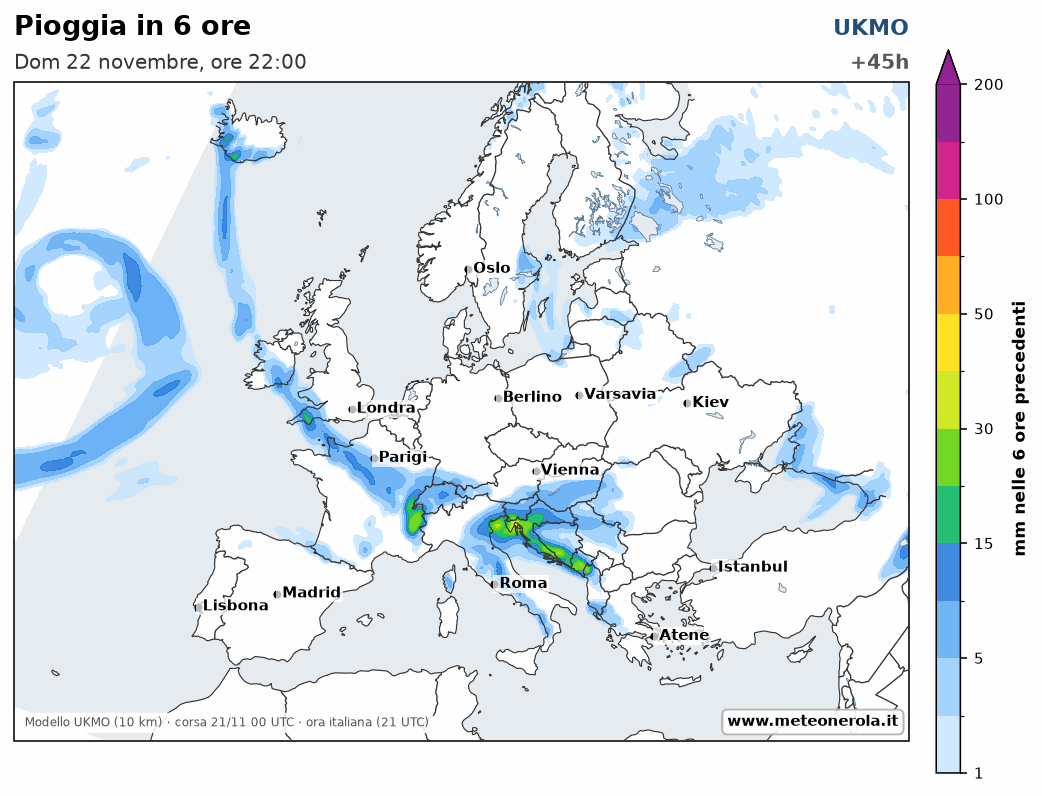 Pioggia in 6 ore
UKMO
Dom 22 novembre, ore 22:00
+45h
Oslo
Londra
Berlino
Varsavia
Kiev
Parigi
Vienna
Madrid
Lisbona
Roma
Istanbul
Atene
Modello UKMO (10 km) · corsa 21/11 00 UTC · ora italiana (21 UTC)
www.meteonerola.it
200
100
50
30
15
5
1
mm nelle 6 ore precedenti